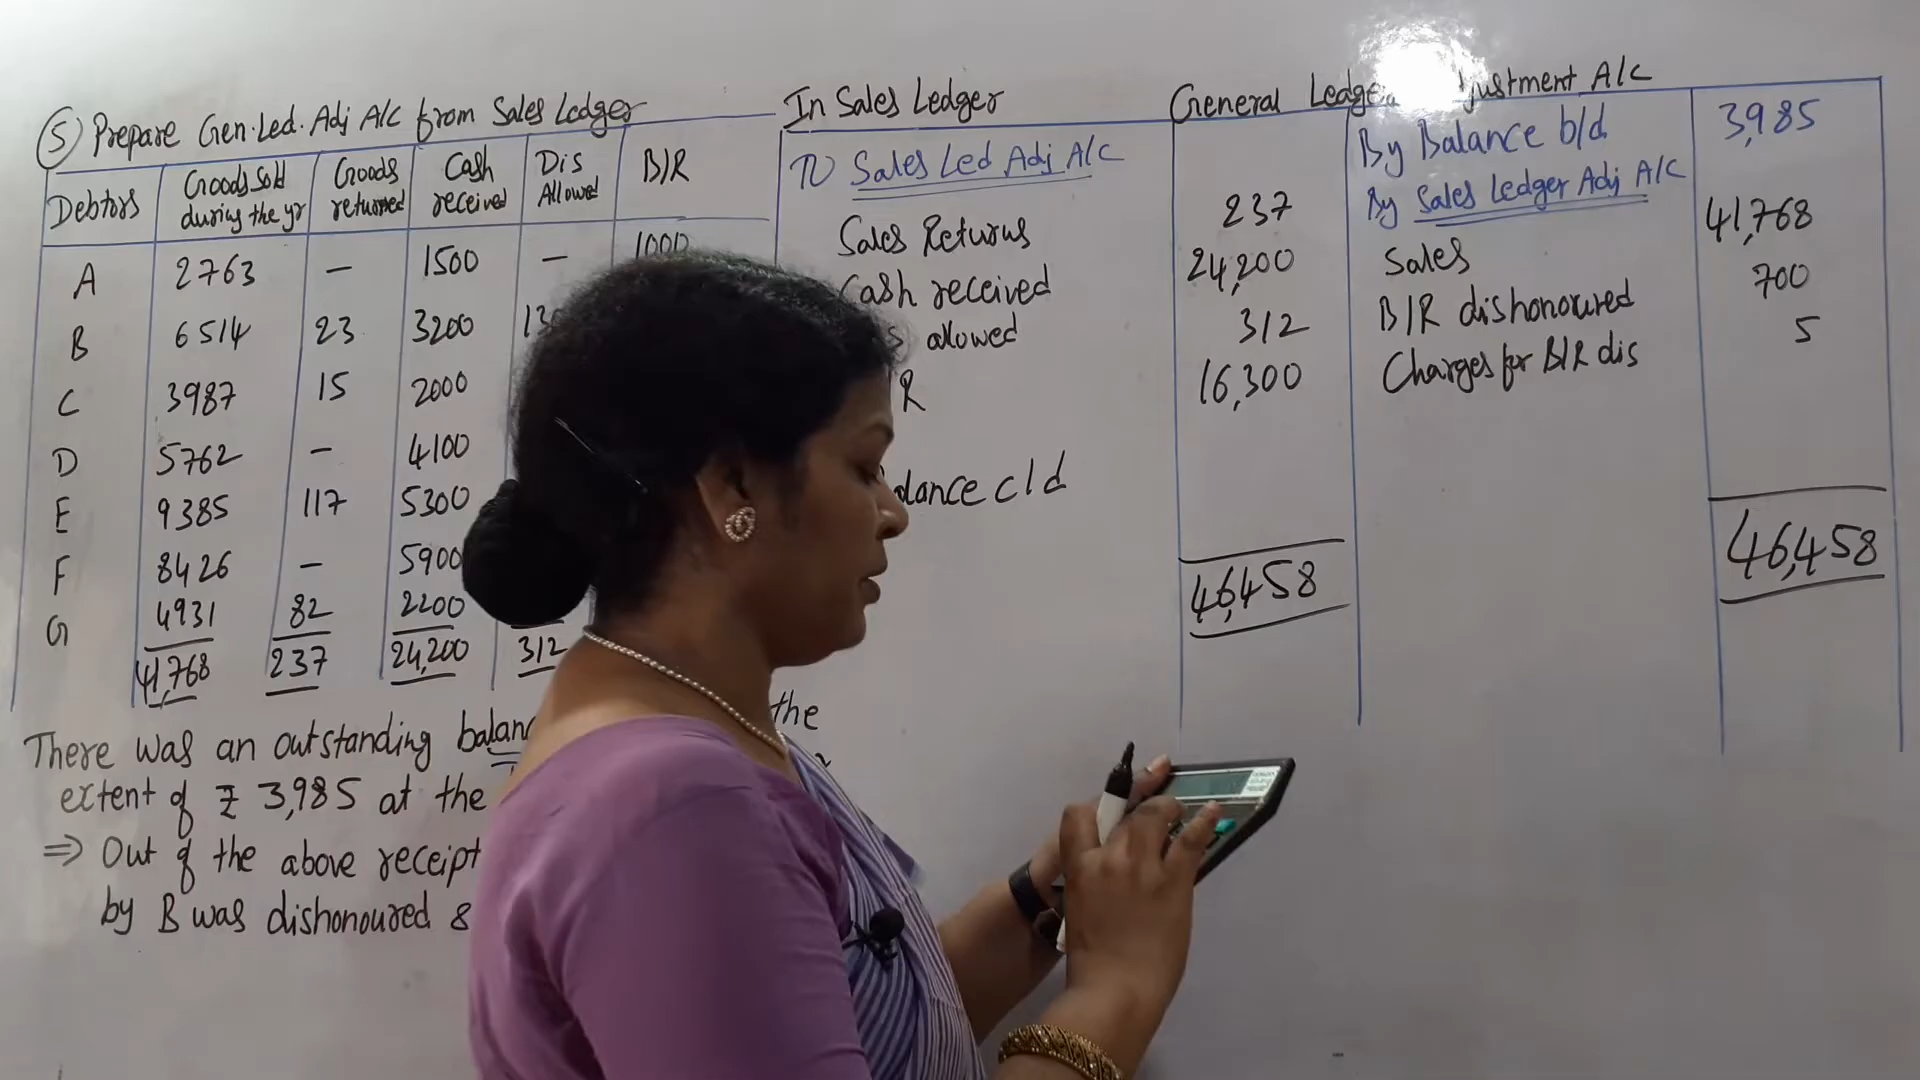 (5) Prepare Gen.Led.Adj A/C from Sales Ledger
Debtors Goods Sold during the yr Goods returned Cash received Dis Allowed B/R
A 2763 — 1500 — 1000
B 6514 23 3200
C 3987 15 2000
D 5762 — 4100
E 9385 117 5300
F 8426 — 5900
G 4931 82 2200
41,768 237 24,200 312
There was an outstanding the
extent of ₹ 3,985 at the
⇒ Out of the above receipt
by B was dishonoured &
In Sales Ledger
General A/C
To Sales Led Adj A/C
Sales Returns 237
Cash received 24,200
allowed 312
16,300
c/d
46,458
By Balance b/d 3,985
By Sales Ledger Adj A/C
Sales 41,768
B/R dishonoured 700
Charges for B/R dis 5
46,458